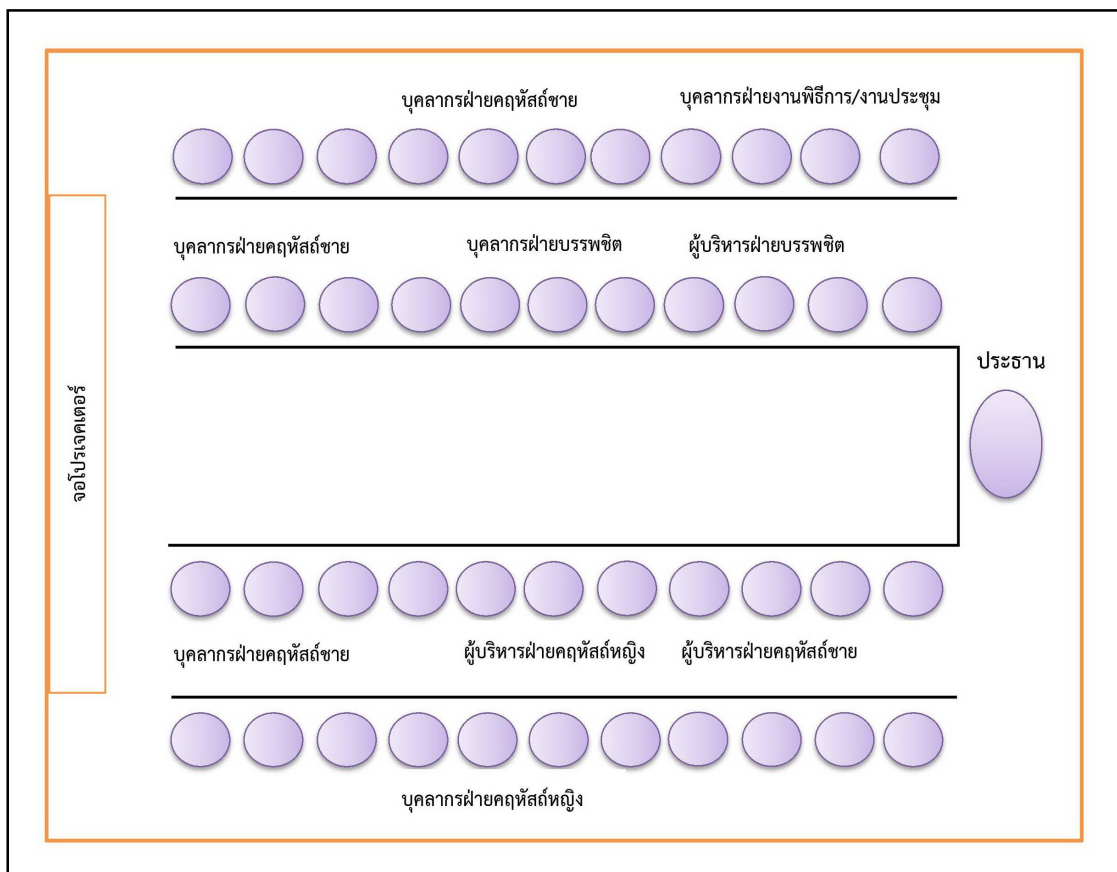 บุคลากรฝ่ายคฤหัสถ์ชาย
บุคลากรฝ่ายงานพิธีการ/งานประชุม
บุคลากรฝ่ายคฤหัสถ์ชาย
บุคลากรฝ่ายบรรพชิต
ผู้บริหารฝ่ายบรรพชิต
ประธาน
จอโปรเจคเตอร์
บุคลากรฝ่ายคฤหัสถ์ชาย
ผู้บริหารฝ่ายคฤหัสถ์หญิง
ผู้บริหารฝ่ายคฤหัสถ์ชาย
บุคลากรฝ่ายคฤหัสถ์หญิง